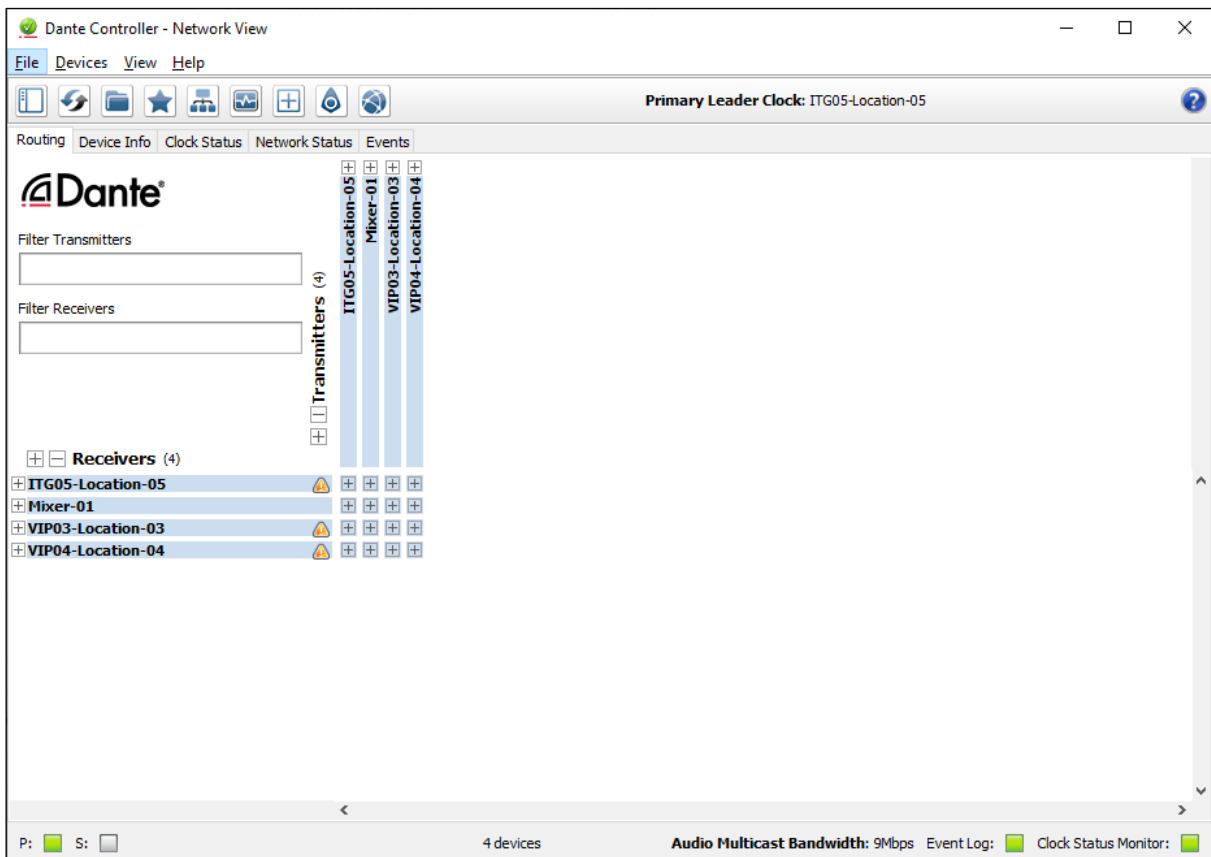 Dante Controller - Network View
File Devices View Help
Primary Leader Clock: ITG05-Location-05
Routing Device Info Clock Status Network Status Events
Dante®
Filter Transmitters
Filter Receivers
Transmitters (4)
ITG05-Location-05
Mixer-01
VIP03-Location-03
VIP04-Location-04
Receivers (4)
ITG05-Location-05
Mixer-01
VIP03-Location-03
VIP04-Location-04
P: S: 4 devices Audio Multicast Bandwidth: 9Mbps Event Log: Clock Status Monitor: